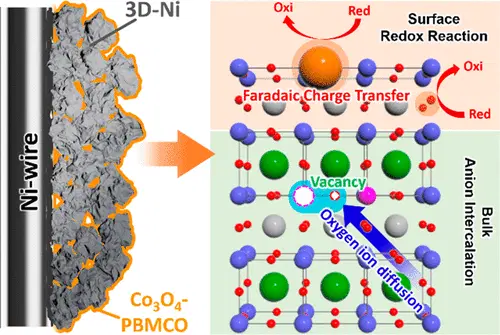 3D-Ni
Ni-wire
Co3O4-
PBMCO
Oxi
Red
Surface
Redox Reaction
Oxi
Faradaic Charge Transfer
Red
Vacancy
Oxygen ion diffusion
Bulk
Anion Intercalation